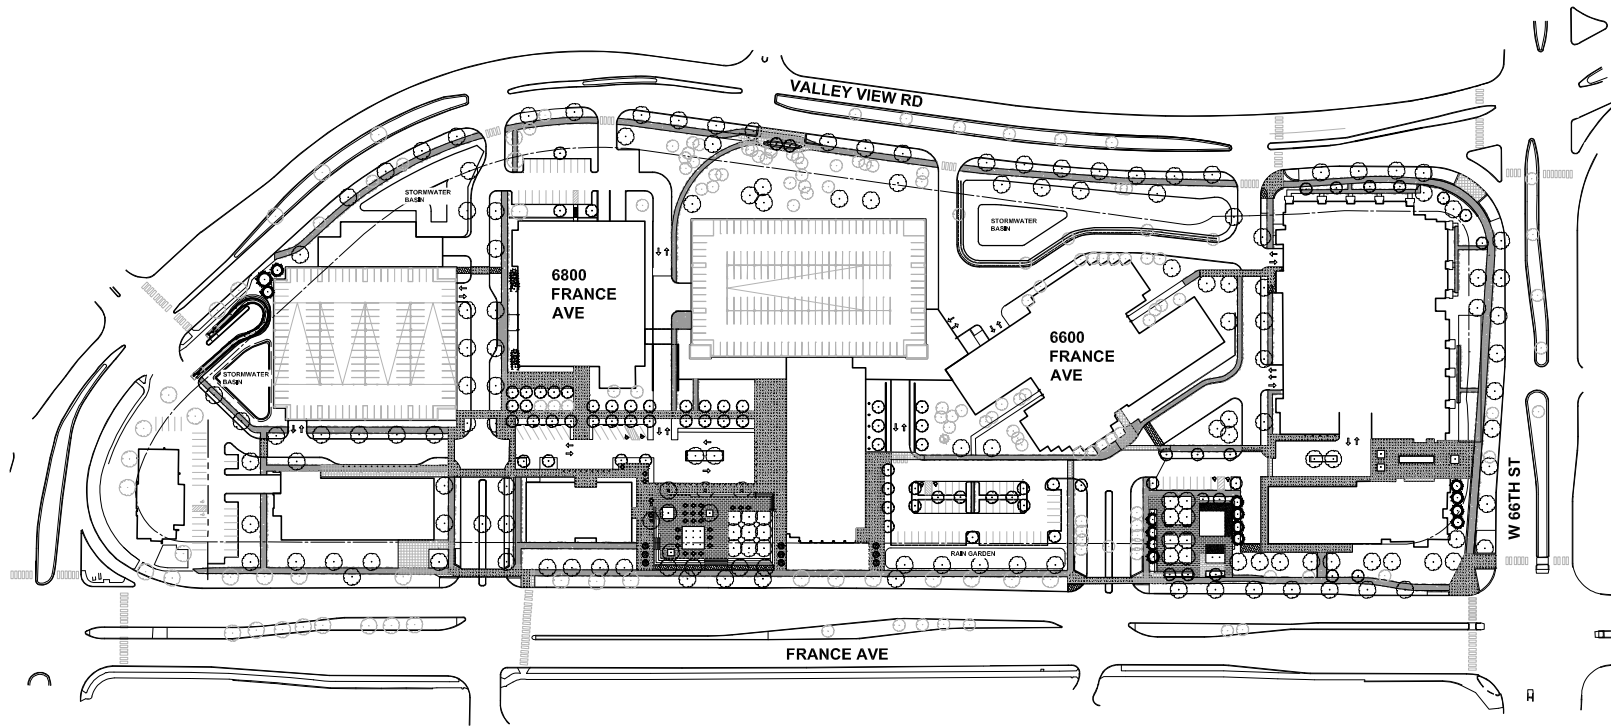 VALLEY VIEW RD
STORMWATER
BASIN
STORMWATER
BASIN
6800
FRANCE
AVE
6600
FRANCE
AVE
STORMWATER
BASIN
W 66TH ST
RAIN GARDEN
FRANCE AVE